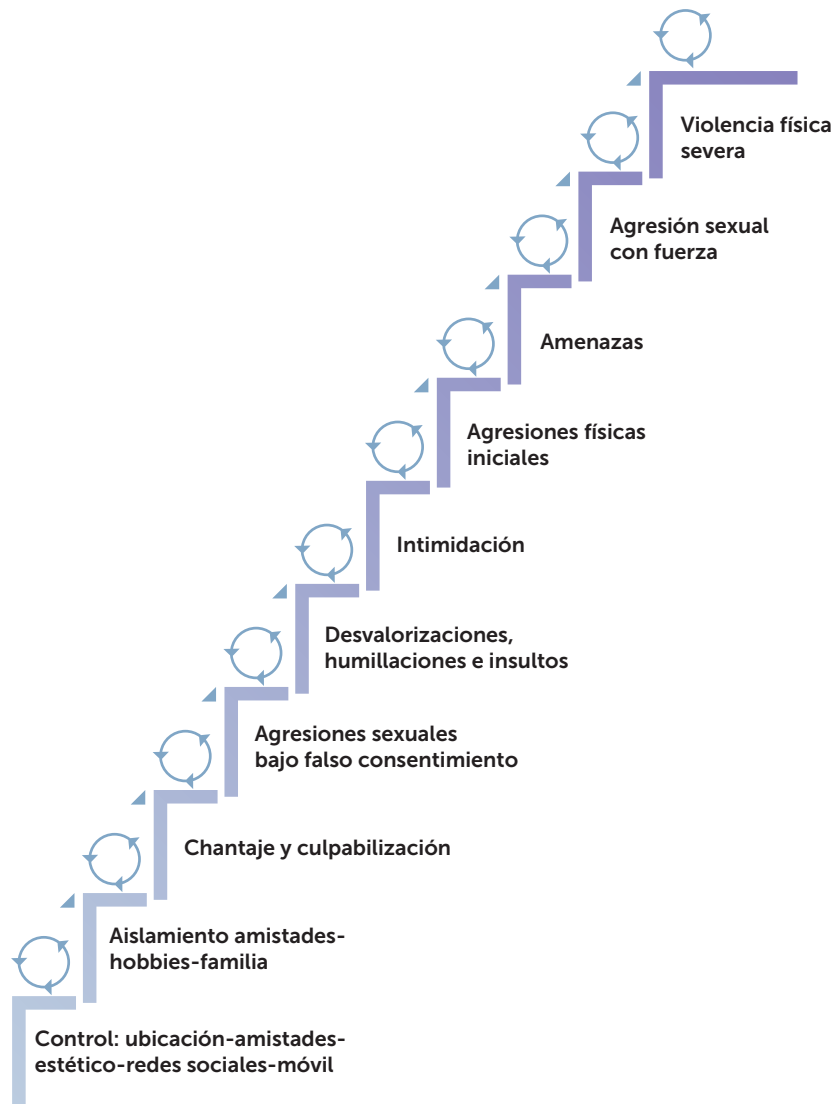 Violencia física
severa
Agresión sexual
con fuerza
Amenazas
Agresiones físicas
iniciales
Intimidación
Desvalorizaciones,
humillaciones e insultos
Agresiones sexuales
bajo falso consentimiento
Chantaje y culpabilización
Aislamiento amistades-
hobbies-familia
Control: ubicación-amistades-
estético-redes sociales-móvil